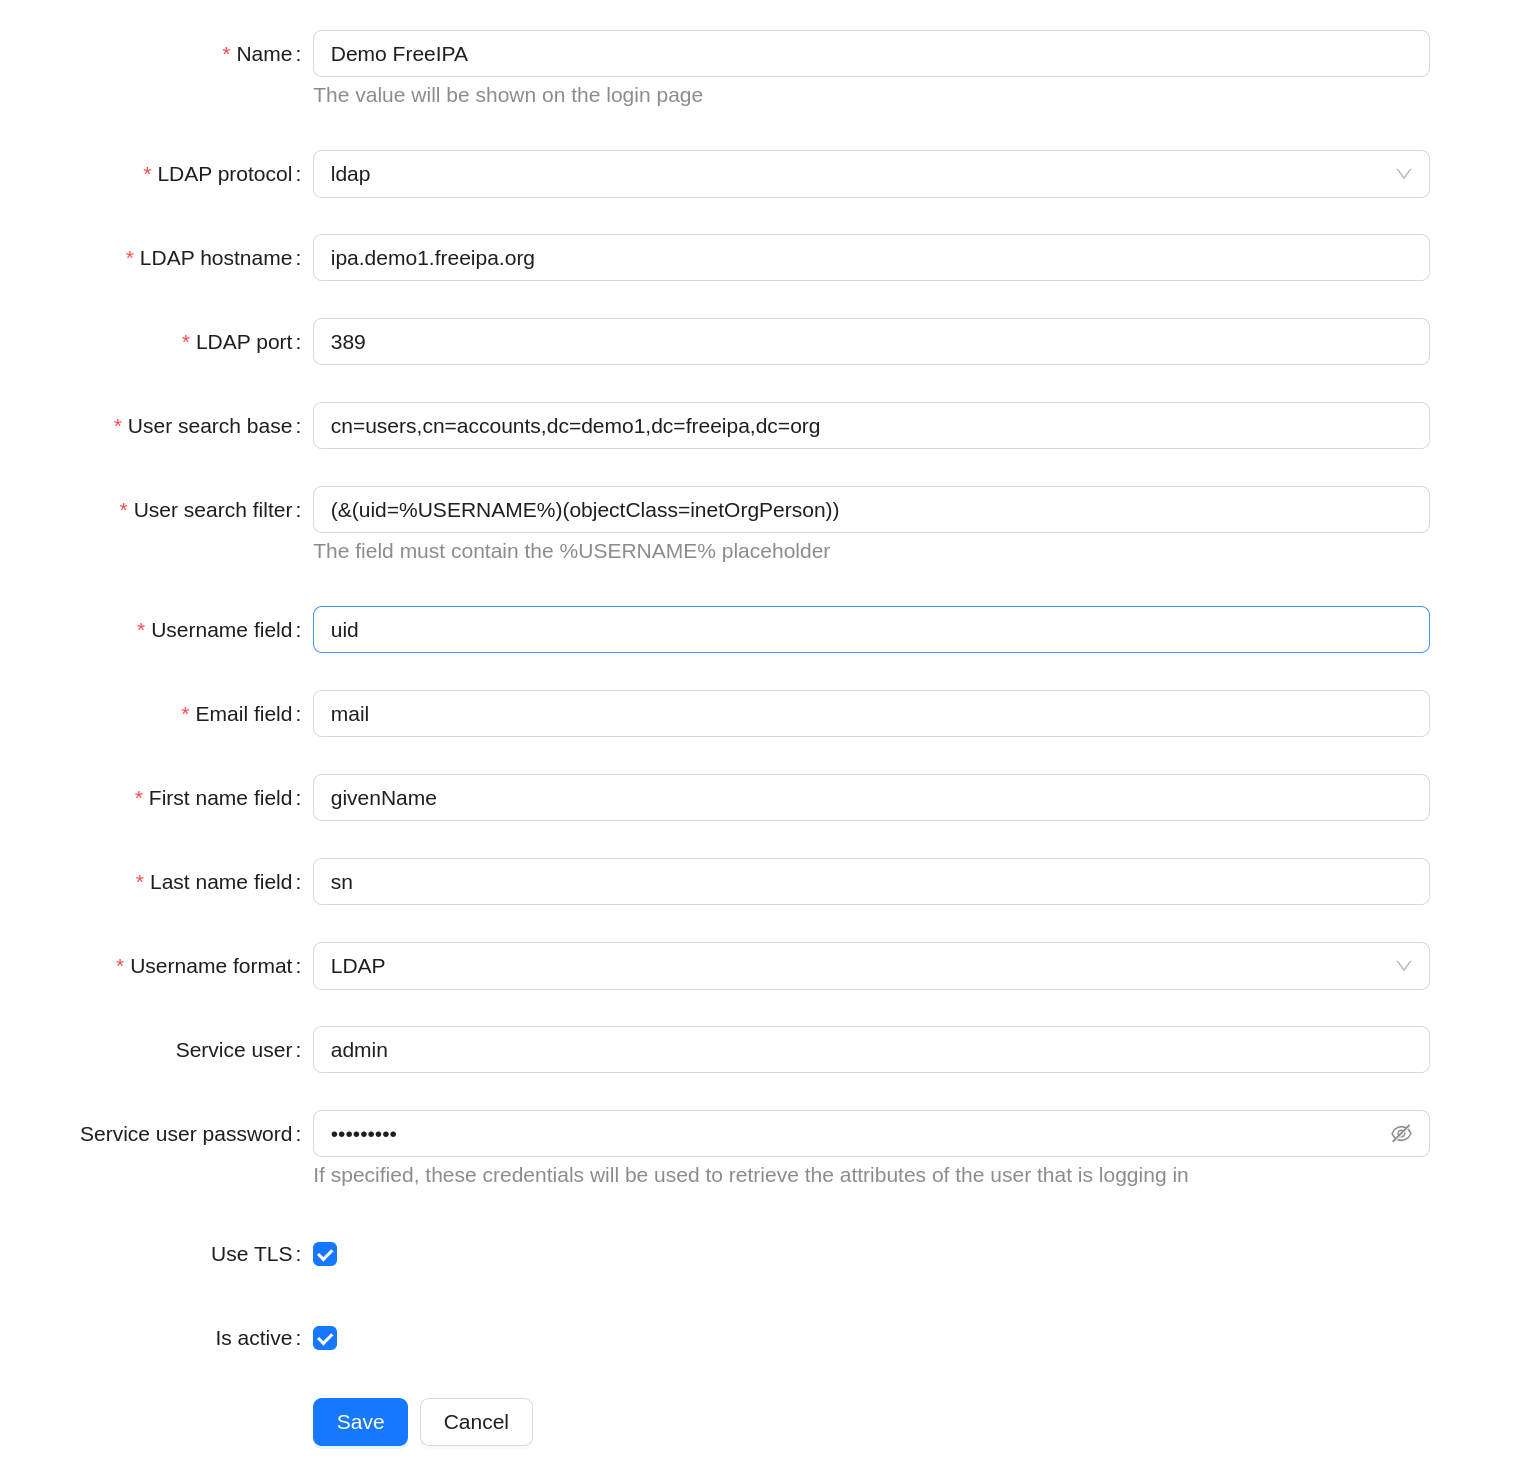 * Name: Demo FreeIPA
The value will be shown on the login page
* LDAP protocol: ldap
* LDAP hostname: ipa.demo1.freeipa.org
* LDAP port: 389
* User search base: cn=users,cn=accounts,dc=demo1,dc=freeipa,dc=org
* User search filter: (&(uid=%USERNAME%)(objectClass=inetOrgPerson))
The field must contain the %USERNAME% placeholder
* Username field: uid
* Email field: mail
* First name field: givenName
* Last name field: sn
* Username format: LDAP
Service user: admin
Service user password: •••••••••
If specified, these credentials will be used to retrieve the attributes of the user that is logging in
Use TLS:
Is active:
Save Cancel